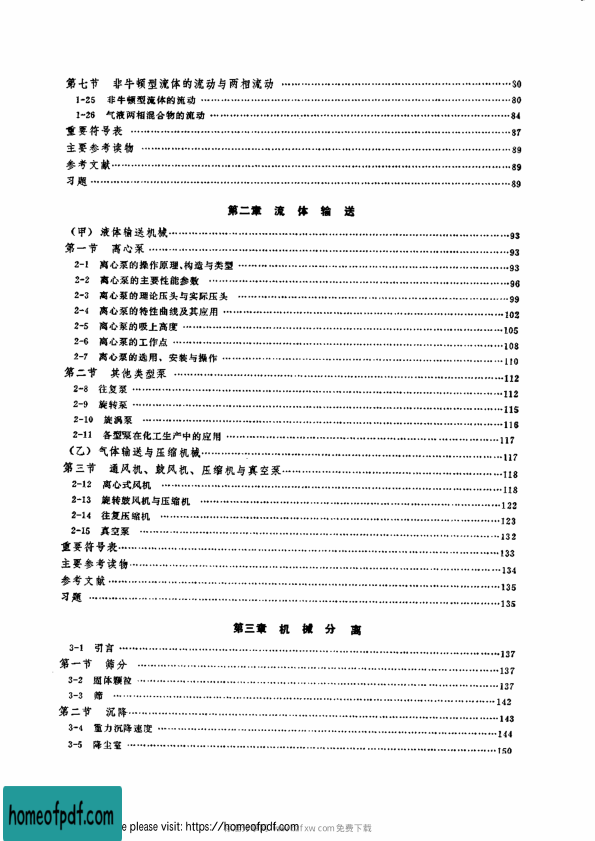 第七节 非牛顿型流体的流动与两相流动 ……80
1-25 非牛顿型流体的流动 ……80
1-26 气液两相混合物的流动 ……84
重要符号表 ……87
主要参考读物 ……89
参考文献……89
习题 ……89
第二章 流 体 输 送
(甲) 液体输送机械……93
第一节 离心泵 ……93
2-1 离心泵的操作原理、构造与类型 ……93
2-2 离心泵的主要性能参数 ……96
2-3 离心泵的理论压头与实际压头 ……99
2-4 离心泵的特性曲线及其应用 ……102
2-5 离心泵的吸上高度 ……105
2-6 离心泵的工作点 ……108
2-7 离心泵的选用、安装与操作 ……110
第二节 其他类型泵 ……112
2-8 往复泵 ……112
2-9 旋转泵 ……115
2-10 旋涡泵 ……116
2-11 各型泵在化工生产中的应用 ……117
(乙) 气体输送与压缩机械……117
第三节 通风机、鼓风机、压缩机与真空泵……118
2-12 离心式风机 ……118
2-13 旋转鼓风机与压缩机 ……122
2-14 往复压缩机 ……123
2-15 真空泵 ……132
重要符号表……133
主要参考读物……134
参考文献……135
习题 ……135
第三章 机 械 分 离
3-1 引言 ……137
第一节 筛分 ……137
3-2 固体颗粒 ……137
3-3 筛 ……142
第二节 沉降……143
3-4 重力沉降速度 ……144
3-5 降尘室 ……150
homeofpdf.com
e please visit: https://homeofpdf.com
fxw.com免费下载